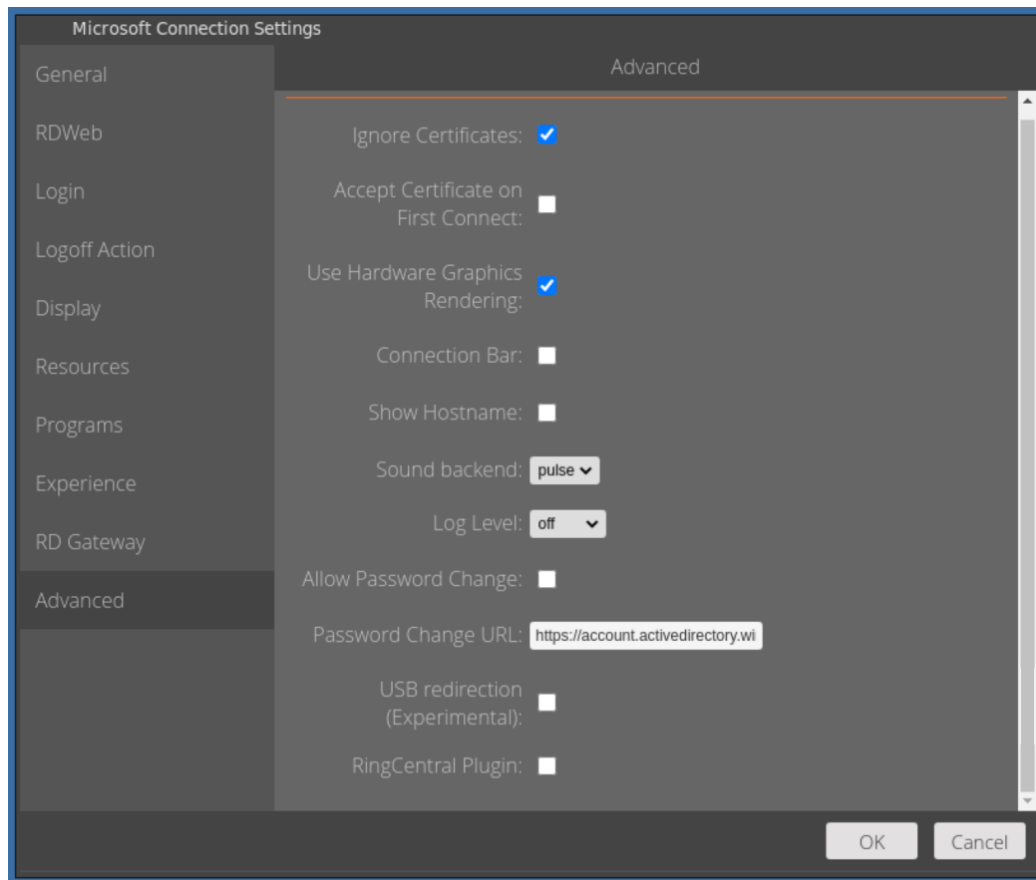 Microsoft Connection Settings
General
RDWeb
Login
Logoff Action
Display
Resources
Programs
Experience
RD Gateway
Advanced
Advanced
Ignore Certificates:
Accept Certificate on
First Connect:
Use Hardware Graphics
Rendering:
Connection Bar:
Show Hostname:
Sound backend: pulse
Log Level: off
Allow Password Change:
Password Change URL: https://account.activedirectory.wi
USB redirection
(Experimental):
RingCentral Plugin:
OK Cancel